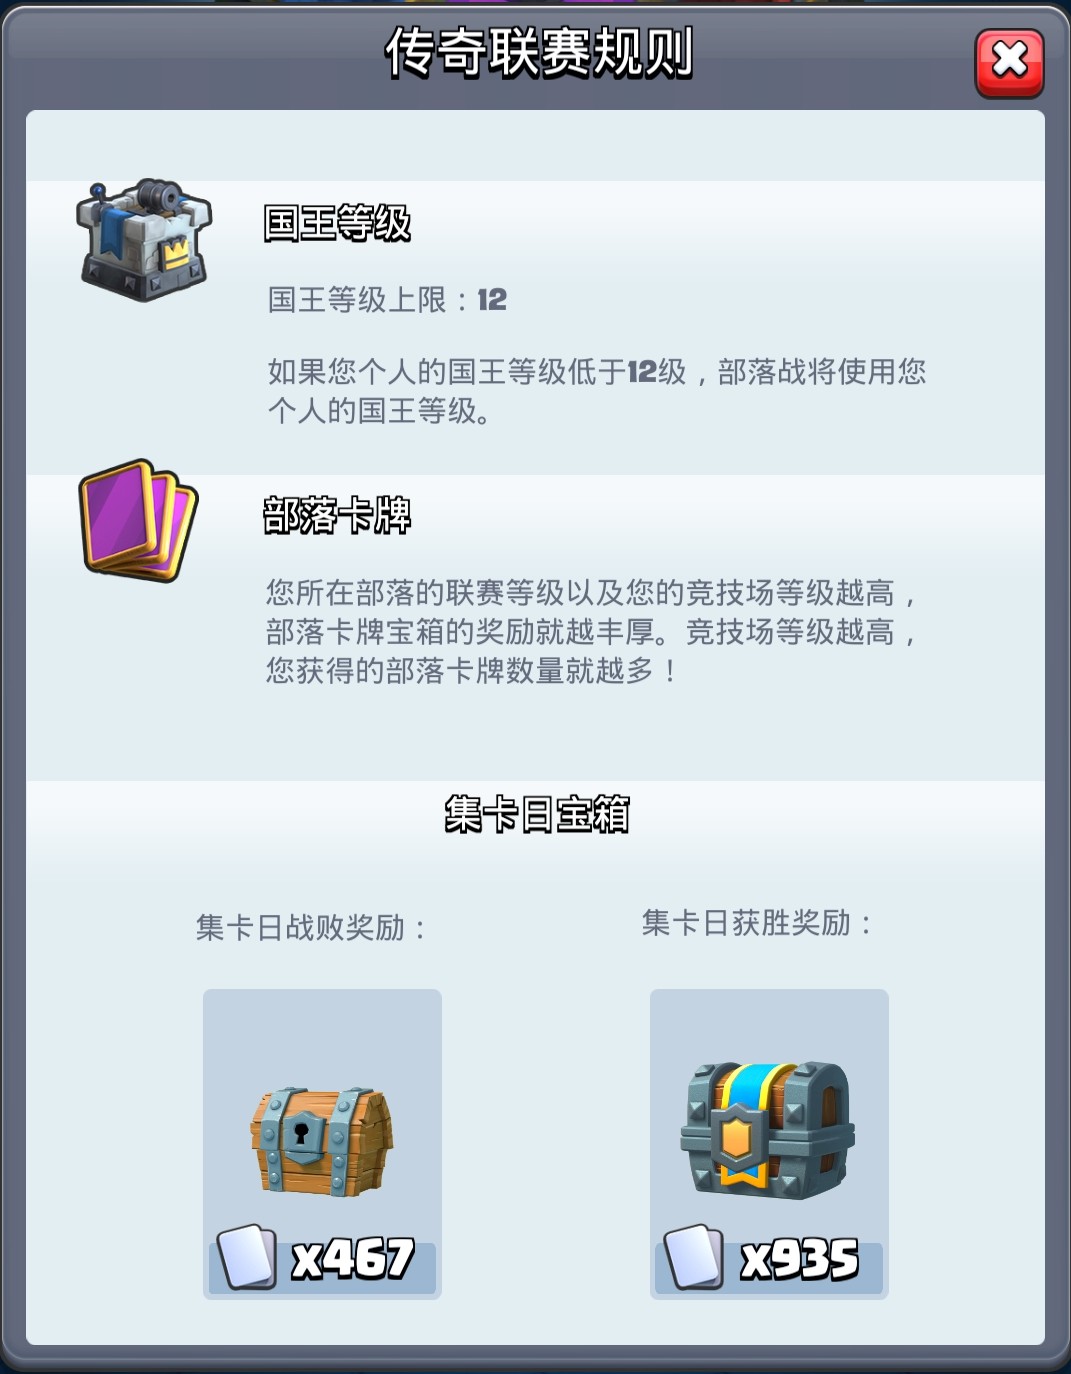 传奇联赛规则
国王等级
国王等级上限：12
如果您个人的国王等级低于12级，部落战将使用您
个人的国王等级。
部落卡牌
您所在部落的联赛等级以及您的竞技场等级越高，
部落卡牌宝箱的奖励就越丰厚。竞技场等级越高，
您获得的部落卡牌数量就越多！
集卡日宝箱
集卡日战败奖励：
集卡日获胜奖励：
x467
x935